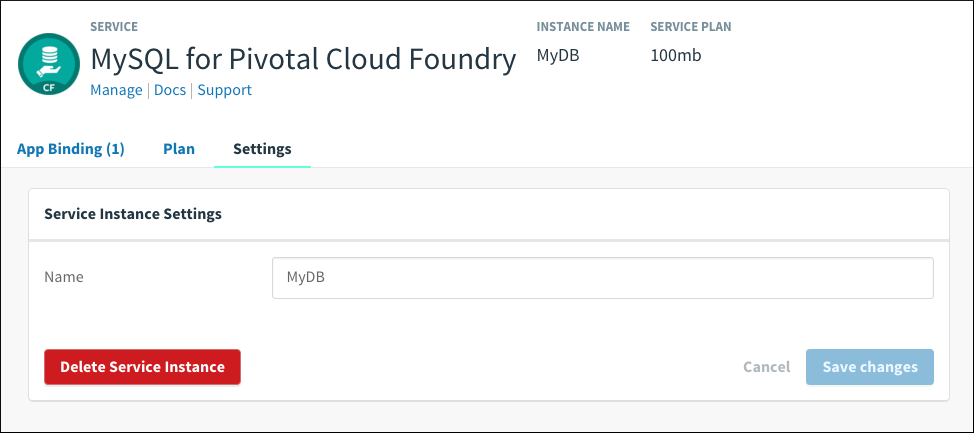 SERVICE
MySQL for Pivotal Cloud Foundry
Manage | Docs | Support
CF
INSTANCE NAME
MyDB
SERVICE PLAN
100mb
App Binding (1) Plan Settings
Service Instance Settings
Name MyDB
Delete Service Instance Cancel Save changes